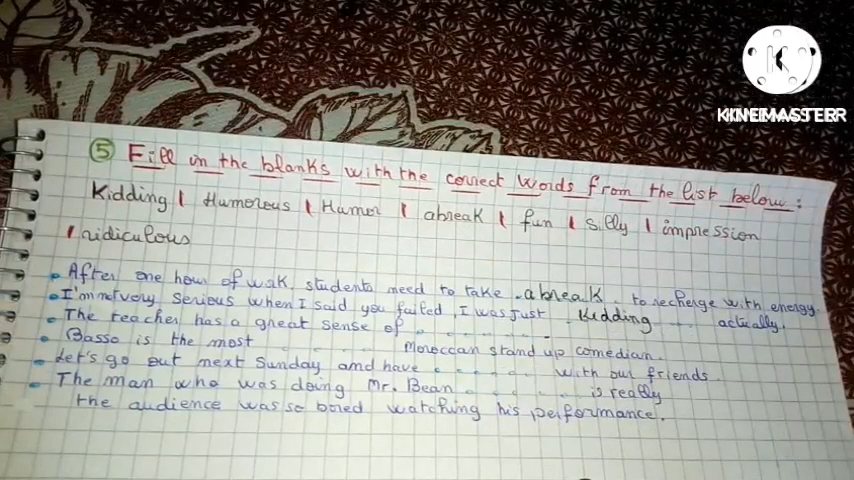 KINEMASTER
⑤ Fill in the blanks with the correct words from the list below:
Kidding | Humorous | Humor | abreak | fun | Silly | impression
| ridiculous
• After one hour of wok, students need to take . abreak . to recherge with energy.
• I'm not very serious when I said you failed, I was just . Kidding .... actually.
• The teacher has a great sense of . . . . . . .
• Basso is the most . . . . . . . Moroccan stand up comedian.
• Let's go out next Sunday and have . . . . . . with our friends
• The man who was doing Mr. Bean . . . . . . is really
the audience was so bored watching his performance.